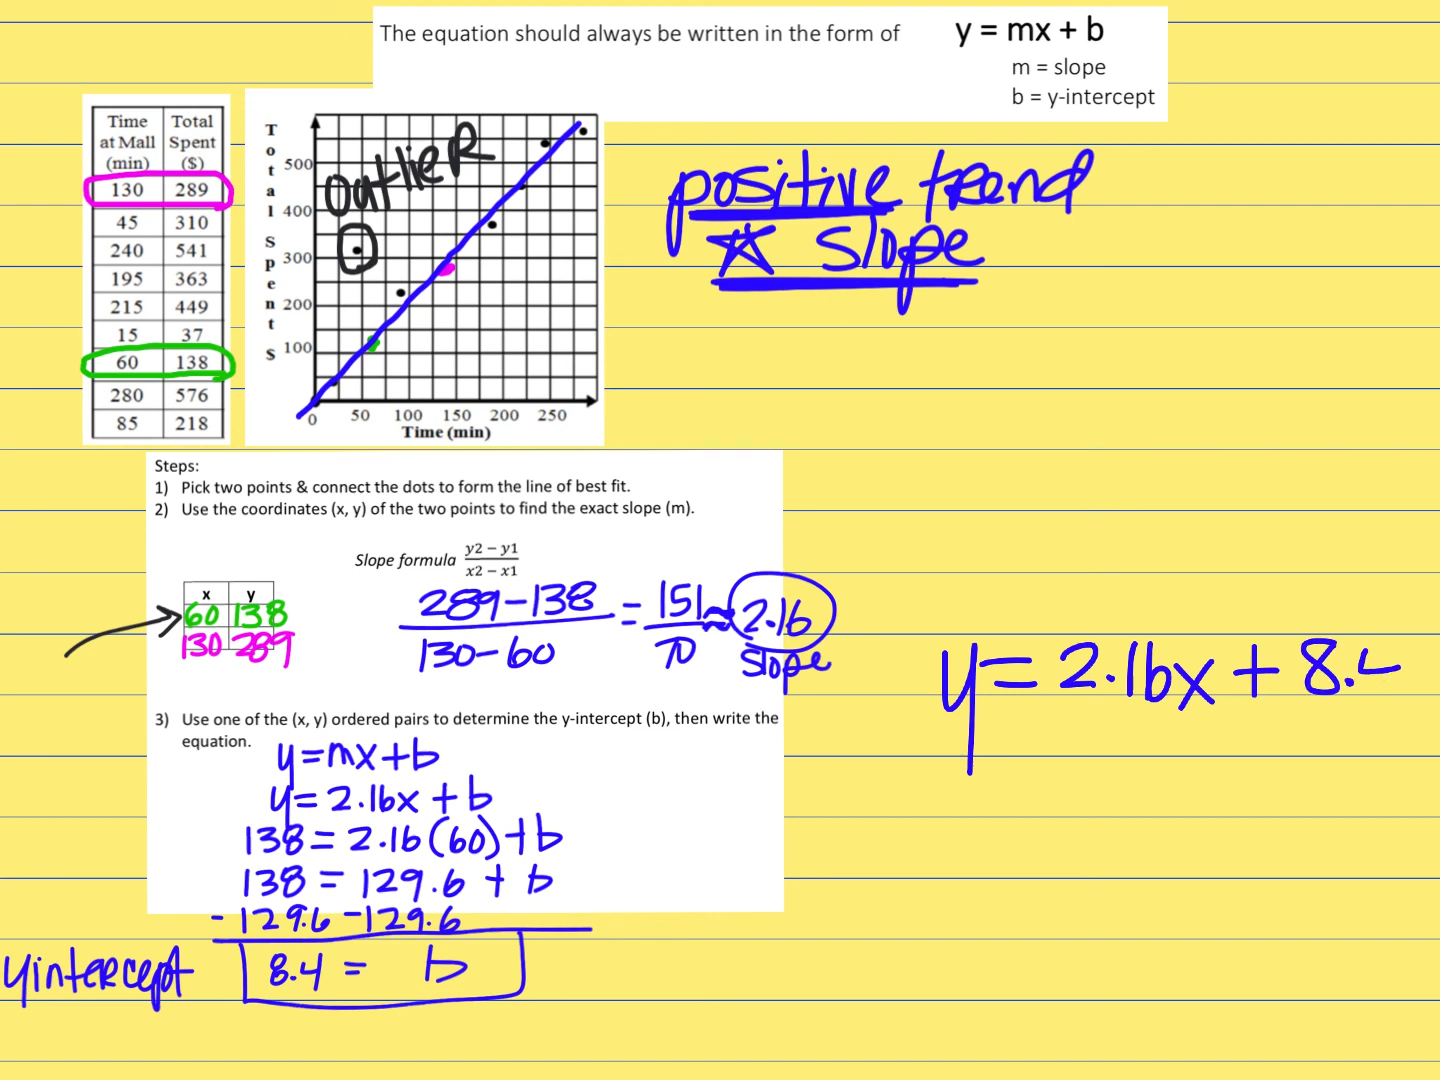 The equation should always be written in the form of y = mx + b
m = slope
b = y-intercept
Time at Mall (min) Total Spent ($)
130 289
45 310
240 541
195 363
215 449
15 37
60 138
280 576
85 218
Total Spent $
500
400
300
200
100
0 50 100 150 200 250
Time (min)
outlier
positive trend
☆ slope
Steps:
1) Pick two points & connect the dots to form the line of best fit.
2) Use the coordinates (x, y) of the two points to find the exact slope (m).
Slope formula y2 − y1 / x2 − x1
x y
60 138
130 289
289 − 138 / 130 − 60 = 151 / 70 ≈ 2.16
slope
y = 2.16x + 8.4
3) Use one of the (x, y) ordered pairs to determine the y-intercept (b), then write the
equation.
y = mx + b
y = 2.16x + b
138 = 2.16(60) + b
138 = 129.6 + b
- 129.6 -129.6
y intercept 8.4 = b